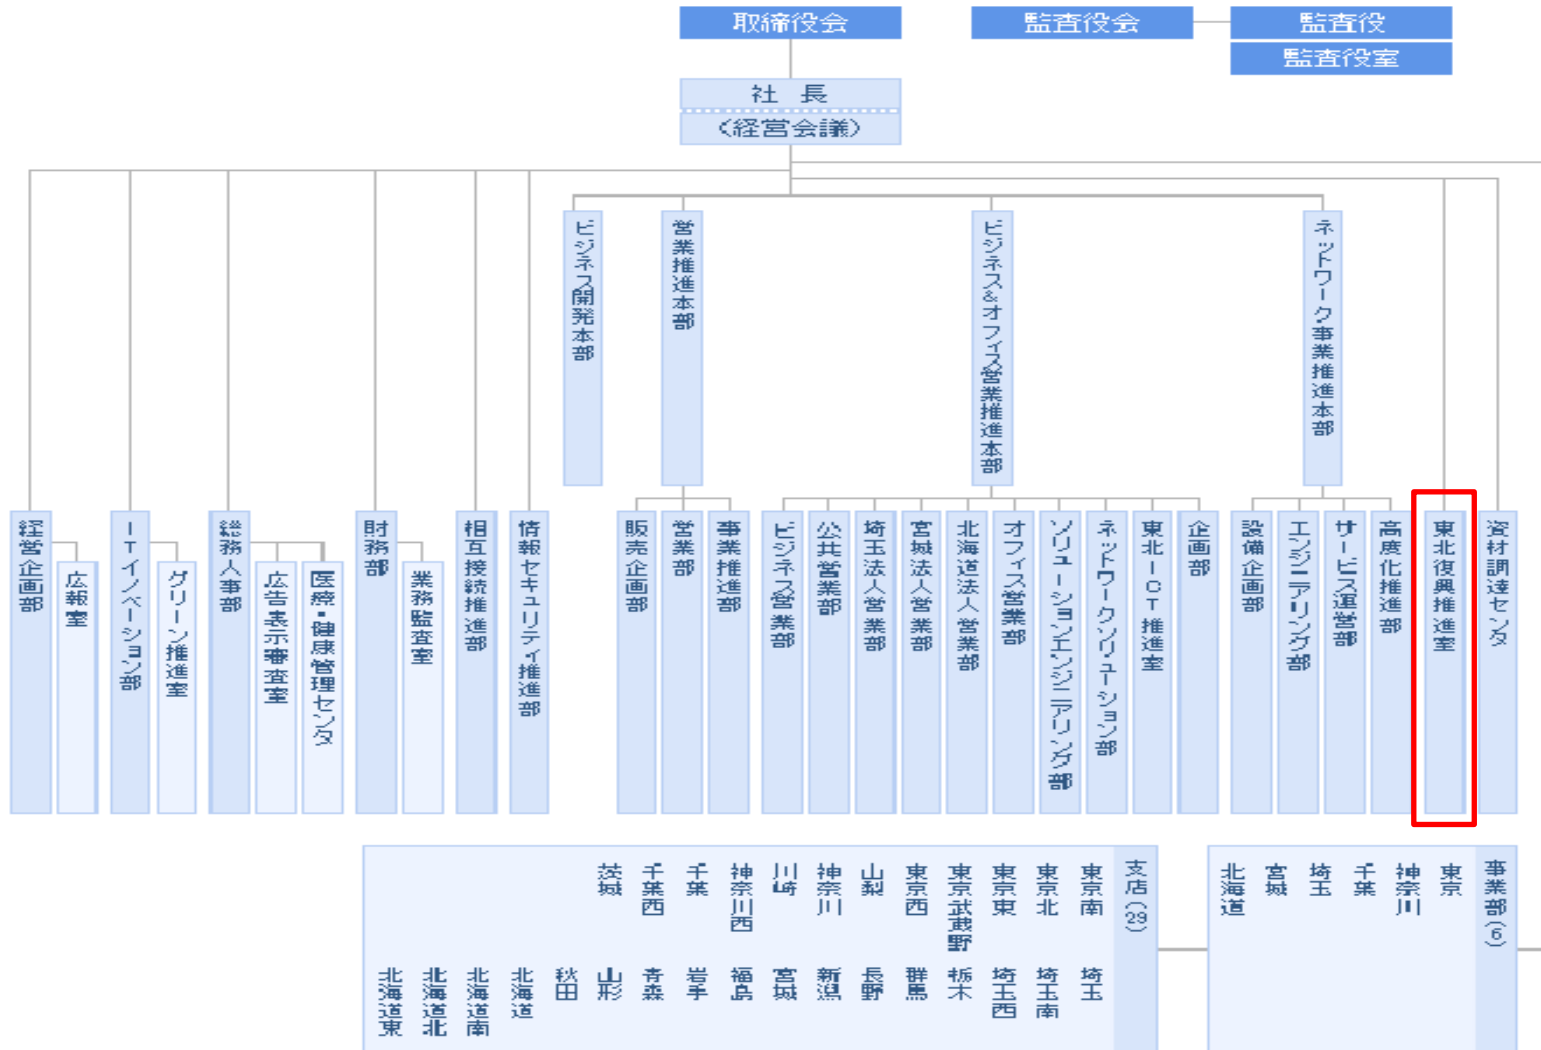 取締役会
監査役会
監査役
監査役室
社 長
(経営会議)
ビジネス開発本部
営業推進本部
ビジネス&オフィス営業推進本部
ネットワーク事業推進本部
経営企画部
広報室
ITイノベーション部
グリーン推進室
総務人事部
広告表示審査室
医療・健康管理センタ
財務部
業務監査室
相互接続推進部
情報セキュリティ推進部
販売企画部
営業部
事業推進部
ビジネス営業部
公共営業部
埼玉法人営業部
宮城法人営業部
北海道法人営業部
オフィス営業部
ソリューションエンジニアリング部
ネットワークソリューション部
東北ICT推進室
企画部
設備企画部
エンジニアリング部
サービス運営部
高度化推進部
東北復興推進室
資材調達センタ
事業部(6)
東京
神奈川
千葉
埼玉
宮城
北海道
支店(29)
東京南
東京北
東京東
東京武蔵野
東京西
山梨
神奈川
川崎
神奈川西
千葉
千葉西
茨城
埼玉
埼玉南
埼玉西
栃木
群馬
長野
新潟
宮城
福島
岩手
青森
山形
秋田
北海道
北海道南
北海道北
北海道東